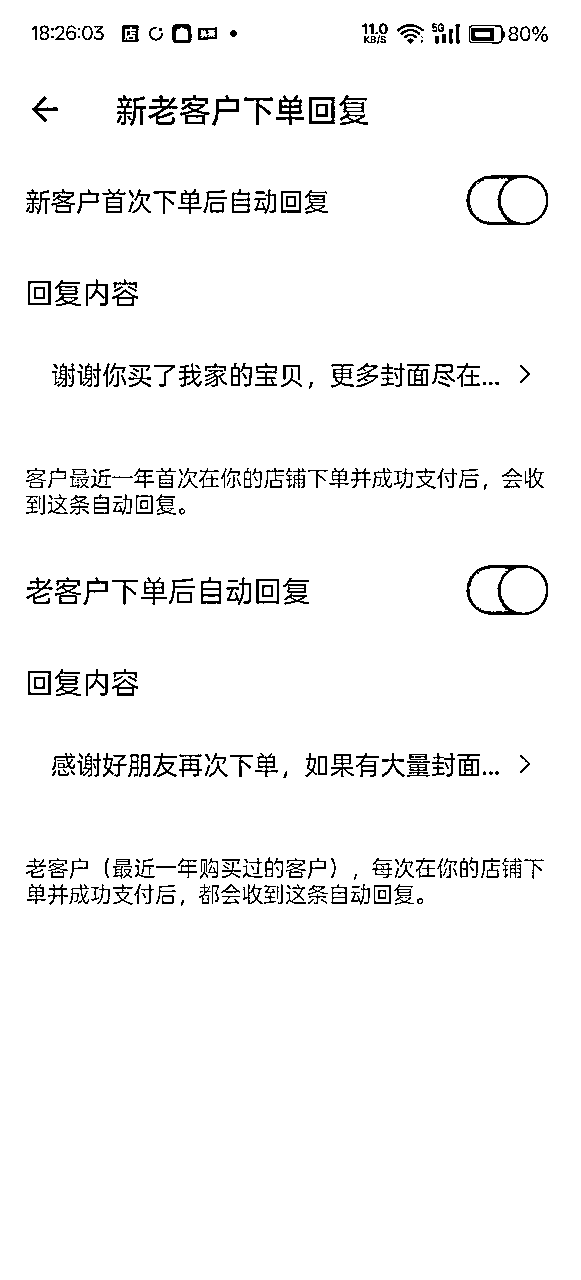 18:26:03 店 11.0 KB/S 5G 80%
新老客户下单回复
新客户首次下单后自动回复
回复内容
谢谢你买了我家的宝贝，更多封面尽在...
客户最近一年首次在你的店铺下单并成功支付后，会收
到这条自动回复。
老客户下单后自动回复
回复内容
感谢好朋友再次下单，如果有大量封面...
老客户（最近一年购买过的客户），每次在你的店铺下
单并成功支付后，都会收到这条自动回复。